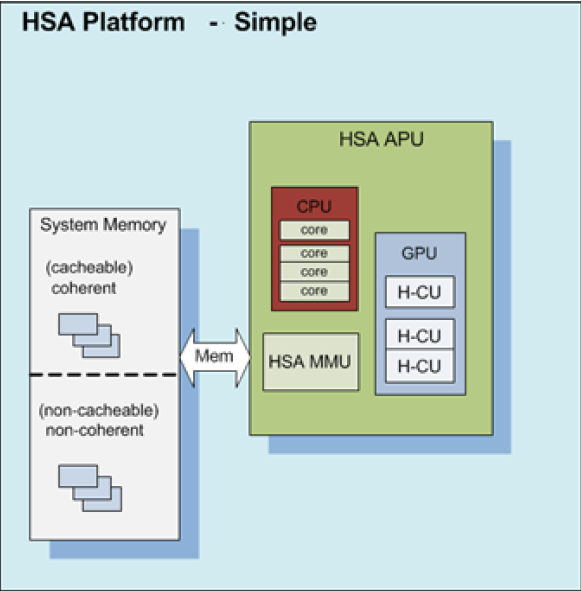 HSA Platform - Simple
HSA APU
CPU
core
core
core
core
GPU
H-CU
H-CU
H-CU
HSA MMU
System Memory
(cacheable)
coherent
Mem
(non-cacheable)
non-coherent